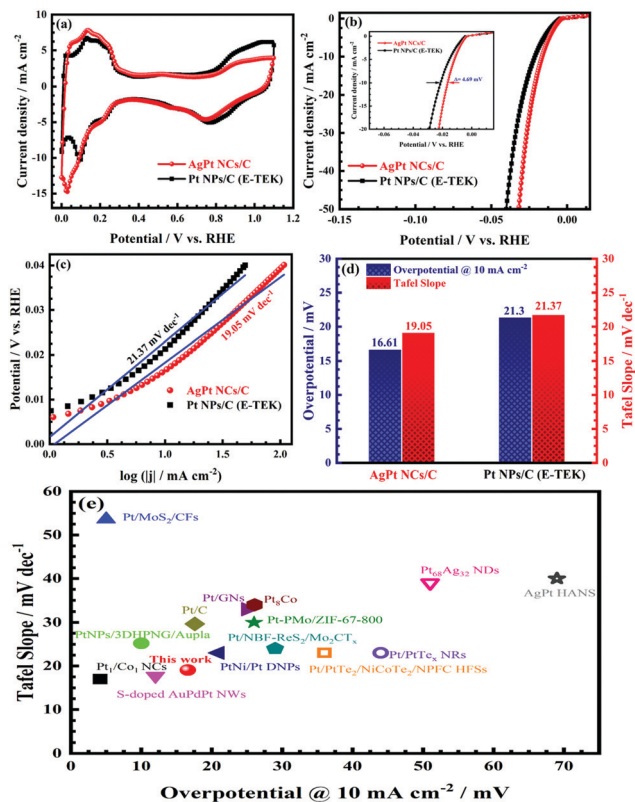 (a)
Current density / mA cm⁻²
10
5
0
-5
-10
-15
-20
AgPt NCs/C
Pt NPs/C (E-TEK)
0.0 0.2 0.4 0.6 0.8 1.0 1.2
Potential / V vs. RHE
(b)
Current density / mA cm⁻²
0
-10
-20
-30
-40
-50
AgPt NCs/C
Pt NPs/C (E-TEK)
Δ= 4.69 mV
Current density / mA cm⁻²
0
-10
-20
-0.06 -0.04 -0.02 0.00
Potential / V vs. RHE
AgPt NCs/C
Pt NPs/C (E-TEK)
-0.15 -0.10 -0.05 0.00
Potential / V vs. RHE
(c)
Potential / V vs. RHE
0.04
0.03
0.02
0.01
0.00
21.37 mV dec⁻¹
19.05 mV dec⁻¹
AgPt NCs/C
Pt NPs/C (E-TEK)
0.0 0.5 1.0 1.5 2.0
log (|j| / mA cm⁻²)
(d)
Overpotential / mV
30
25
20
15
10
5
0
Overpotential @ 10 mA cm⁻²
Tafel Slope
16.61
19.05
21.3
21.37
AgPt NCs/C
Pt NPs/C (E-TEK)
30
25
20
15
10
5
0
Tafel Slope / mV dec⁻¹
(e)
Tafel Slope / mV dec⁻¹
60
50
40
30
20
10
0
Pt/MoS₂/CFs
Pt₆₈Ag₃₂ NDs
AgPt HANS
Pt/GNs
Pt₈Co
Pt/C
Pt-PMo/ZIF-67-800
PtNPs/3DHPNG/Aupla
Pt/NBF-ReS₂/Mo₂CTₓ
This work
PtNi/Pt DNPs
Pt/PtTeₓ NRs
Pt₁/Co₁ NCs
Pt/PtTe₂/NiCoTe₂/NPFC HFSs
S-doped AuPdPt NWs
0 10 20 30 40 50 60 70
Overpotential @ 10 mA cm⁻² / mV